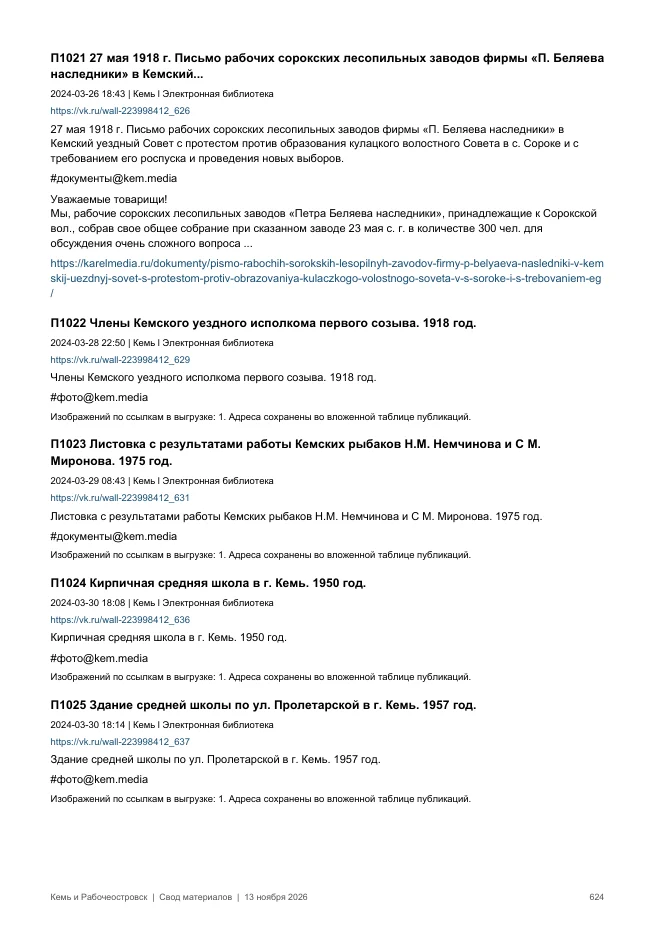 П1021 27 мая 1918 г. Письмо рабочих сорокских лесопильных заводов фирмы «П. Беляева
наследники» в Кемский...
2024-03-26 18:43 | Кемь I Электронная библиотека
https://vk.ru/wall-223998412_626
27 мая 1918 г. Письмо рабочих сорокских лесопильных заводов фирмы «П. Беляева наследники» в
Кемский уездный Совет с протестом против образования кулацкого волостного Совета в с. Сороке и с
требованием его роспуска и проведения новых выборов.
#документы@kem.media
Уважаемые товарищи!
Мы, рабочие сорокских лесопильных заводов «Петра Беляева наследники», принадлежащие к Сорокской
вол., собрав свое общее собрание при сказанном заводе 23 мая с. г. в количестве 300 чел. для
обсуждения очень сложного вопроса ...
https://karelmedia.ru/dokumenty/pismo-rabochih-sorokskih-lesopilnyh-zavodov-firmy-p-belyaeva-nasledniki-v-kem
skij-uezdnyj-sovet-s-protestom-protiv-obrazovaniya-kulaczkogo-volostnogo-soveta-v-s-soroke-i-s-trebovaniem-eg
/
П1022 Члены Кемского уездного исполкома первого созыва. 1918 год.
2024-03-28 22:50 | Кемь I Электронная библиотека
https://vk.ru/wall-223998412_629
Члены Кемского уездного исполкома первого созыва. 1918 год.
#фото@kem.media
Изображений по ссылкам в выгрузке: 1. Адреса сохранены во вложенной таблице публикаций.
П1023 Листовка с результатами работы Кемских рыбаков Н.М. Немчинова и С М.
Миронова. 1975 год.
2024-03-29 08:43 | Кемь I Электронная библиотека
https://vk.ru/wall-223998412_631
Листовка с результатами работы Кемских рыбаков Н.М. Немчинова и С М. Миронова. 1975 год.
#документы@kem.media
Изображений по ссылкам в выгрузке: 1. Адреса сохранены во вложенной таблице публикаций.
П1024 Кирпичная средняя школа в г. Кемь. 1950 год.
2024-03-30 18:08 | Кемь I Электронная библиотека
https://vk.ru/wall-223998412_636
Кирпичная средняя школа в г. Кемь. 1950 год.
#фото@kem.media
Изображений по ссылкам в выгрузке: 1. Адреса сохранены во вложенной таблице публикаций.
П1025 Здание средней школы по ул. Пролетарской в г. Кемь. 1957 год.
2024-03-30 18:14 | Кемь I Электронная библиотека
https://vk.ru/wall-223998412_637
Здание средней школы по ул. Пролетарской в г. Кемь. 1957 год.
#фото@kem.media
Изображений по ссылкам в выгрузке: 1. Адреса сохранены во вложенной таблице публикаций.
Кемь и Рабочеостровск | Свод материалов | 13 ноября 2026 624